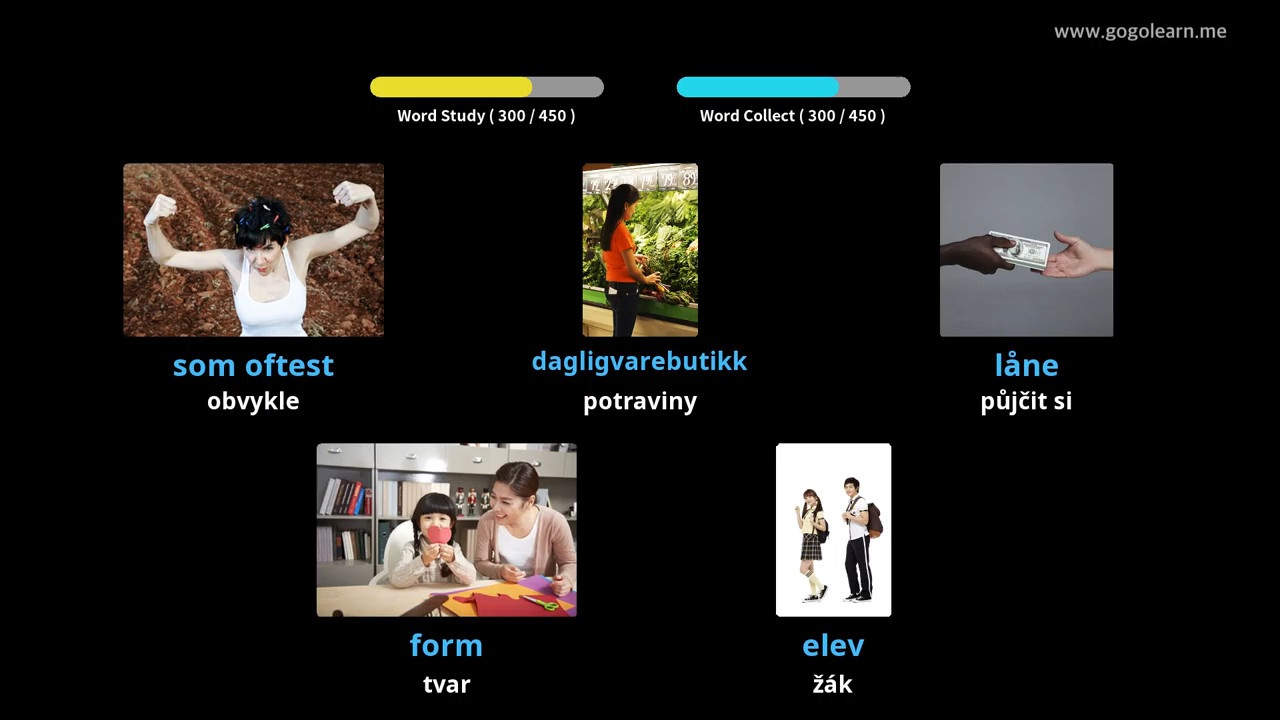 www.gogolearn.me
Word Study ( 300 / 450 )
Word Collect ( 300 / 450 )
som oftest
obvykle
dagligvarebutikk
potraviny
låne
půjčit si
form
tvar
elev
žák